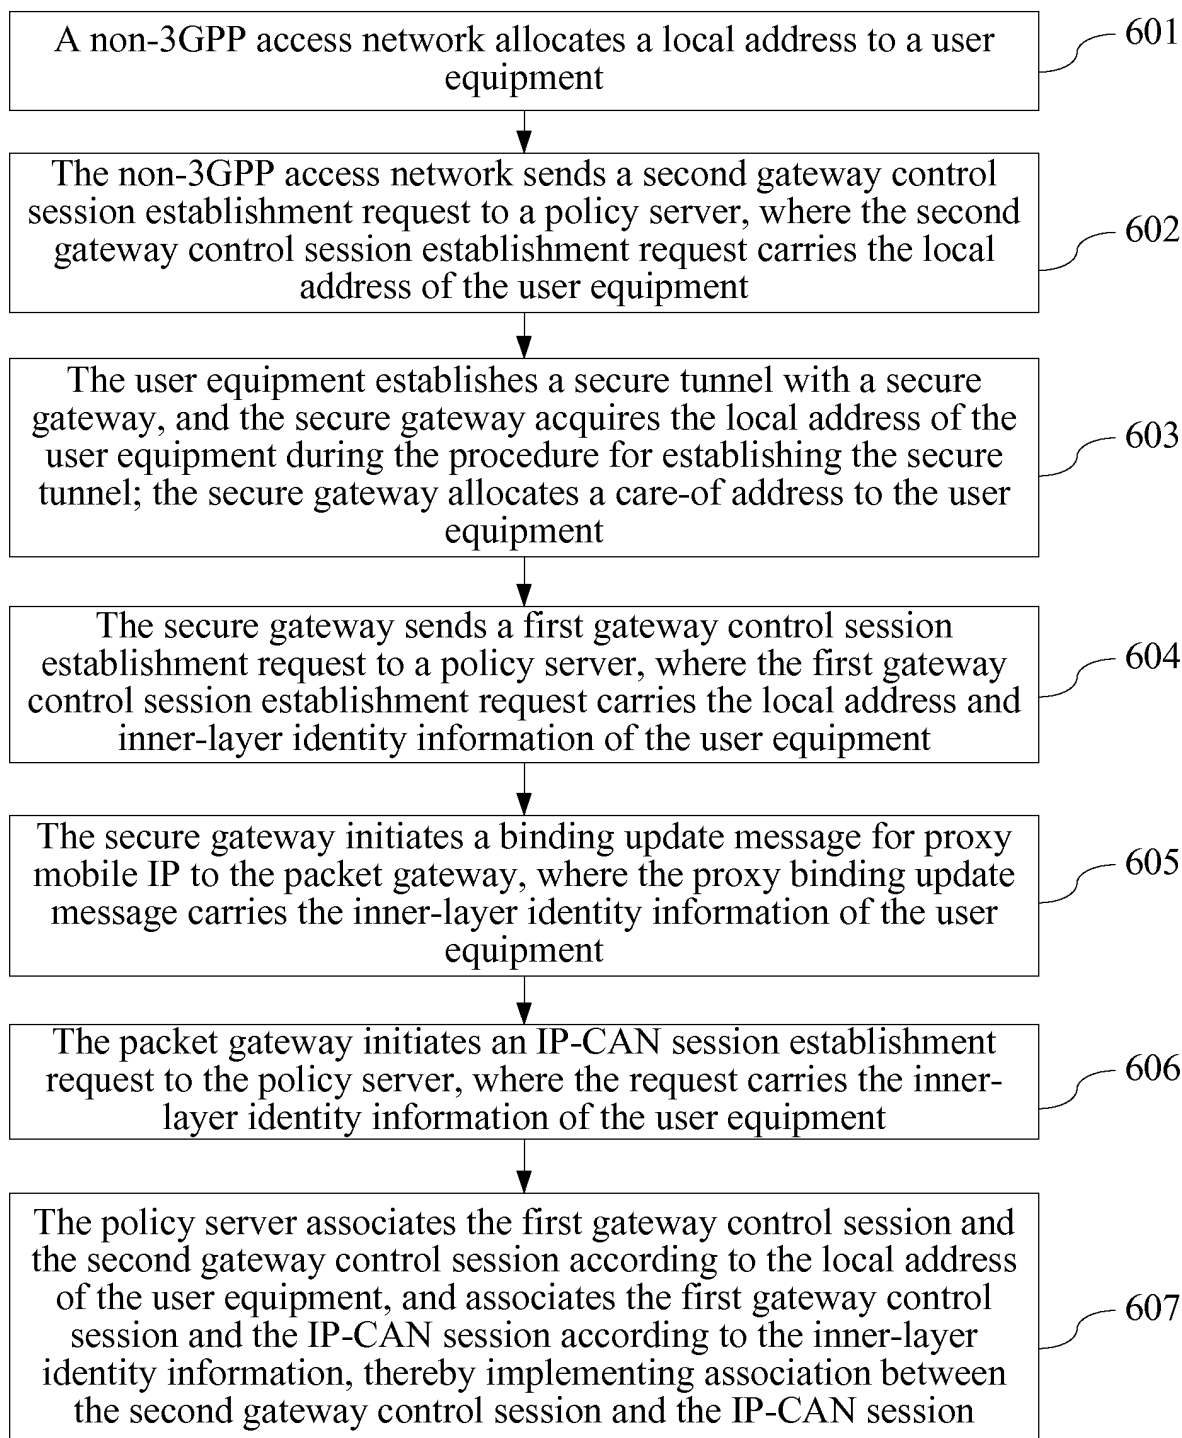 A non-3GPP access network allocates a local address to a user
equipment
601
The non-3GPP access network sends a second gateway control
session establishment request to a policy server, where the second
gateway control session establishment request carries the local
address of the user equipment
602
The user equipment establishes a secure tunnel with a secure
gateway, and the secure gateway acquires the local address of the
user equipment during the procedure for establishing the secure
tunnel; the secure gateway allocates a care-of address to the user
equipment
603
The secure gateway sends a first gateway control session
establishment request to a policy server, where the first gateway
control session establishment request carries the local address and
inner-layer identity information of the user equipment
604
The secure gateway initiates a binding update message for proxy
mobile IP to the packet gateway, where the proxy binding update
message carries the inner-layer identity information of the user
equipment
605
The packet gateway initiates an IP-CAN session establishment
request to the policy server, where the request carries the inner-
layer identity information of the user equipment
606
The policy server associates the first gateway control session and
the second gateway control session according to the local address
of the user equipment, and associates the first gateway control
session and the IP-CAN session according to the inner-layer
identity information, thereby implementing association between
the second gateway control session and the IP-CAN session
607